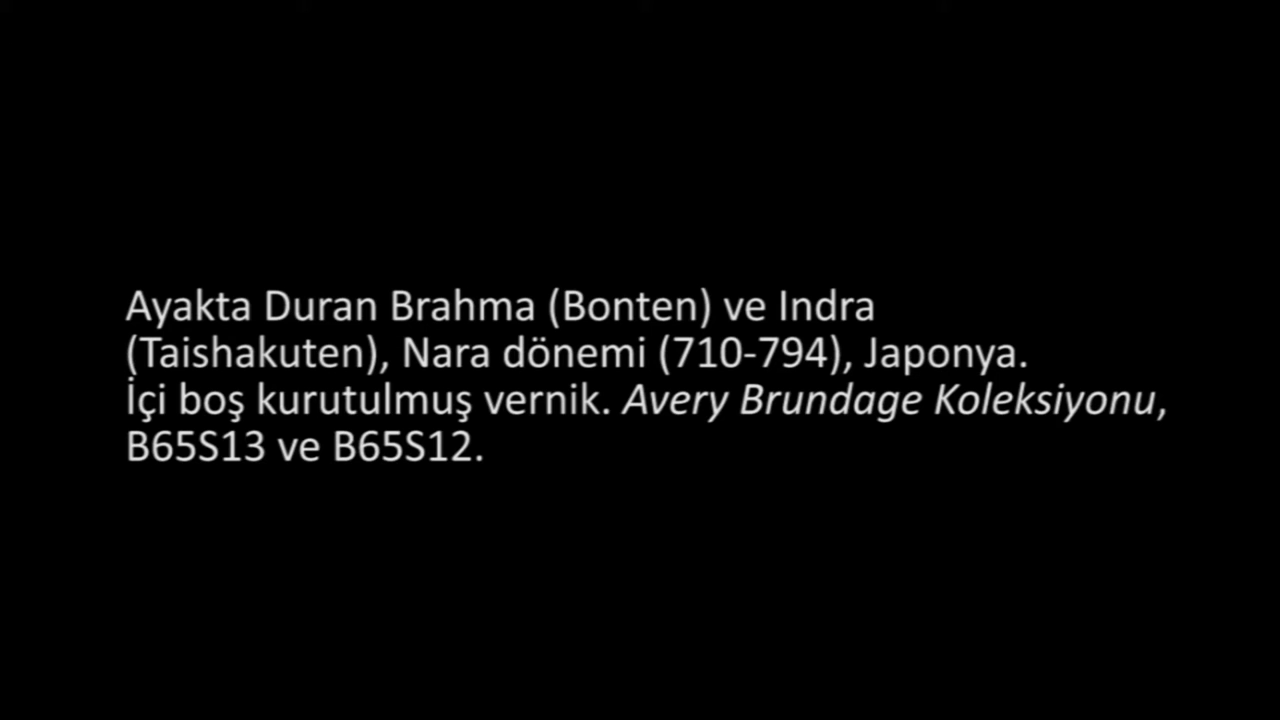 Ayakta Duran Brahma (Bonten) ve Indra
(Taishakuten), Nara dönemi (710-794), Japonya.
İçi boş kurutulmuş vernik. Avery Brundage Koleksiyonu,
B65S13 ve B65S12.